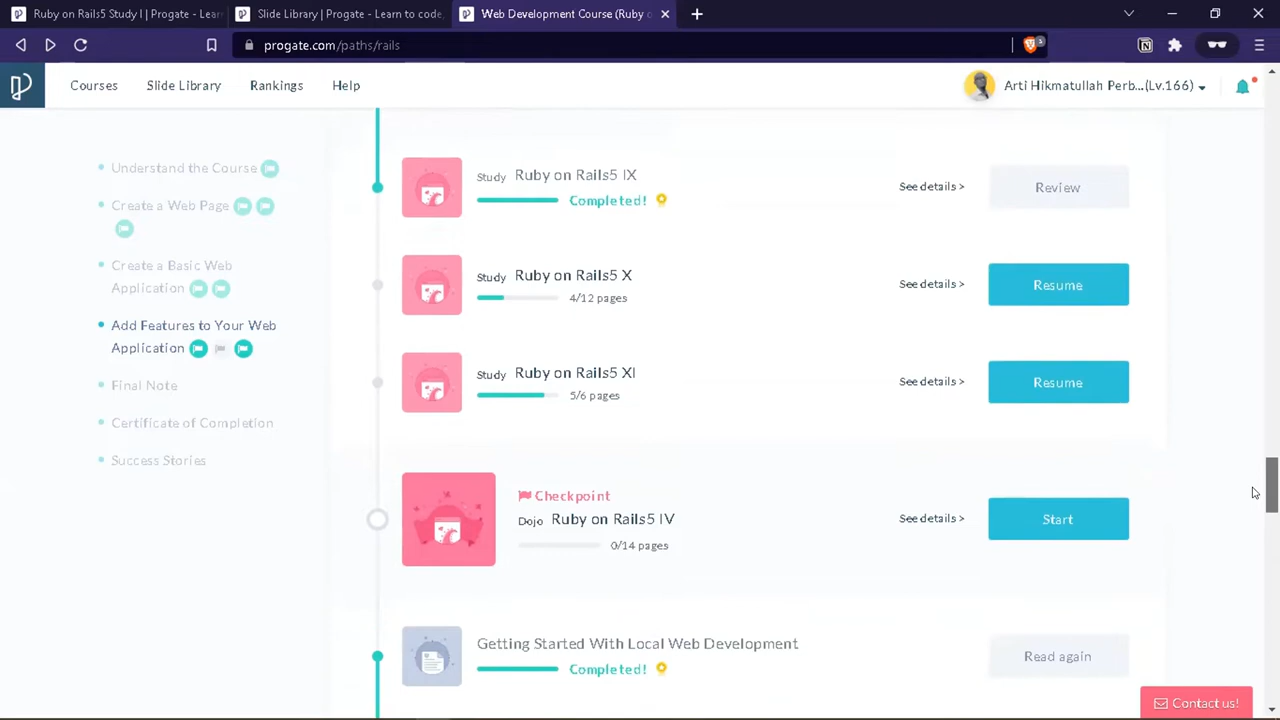 Ruby on Rails5 Study I | Progate - Learn
Slide Library | Progate - Learn to code,
Web Development Course (Ruby o
progate.com/paths/rails
3
Courses Slide Library Rankings Help
Arti Hikmatullah Perb...(Lv.166)
Understand the Course
Create a Web Page
Create a Basic Web
Application
Add Features to Your Web
Application
Final Note
Certificate of Completion
Success Stories
Study Ruby on Rails5 IX
Completed!
See details >
Review
Study Ruby on Rails5 X
4/12 pages
See details >
Resume
Study Ruby on Rails5 XI
5/6 pages
See details >
Resume
Checkpoint
Dojo Ruby on Rails5 IV
0/14 pages
See details >
Start
Getting Started With Local Web Development
Completed!
Read again
Contact us!